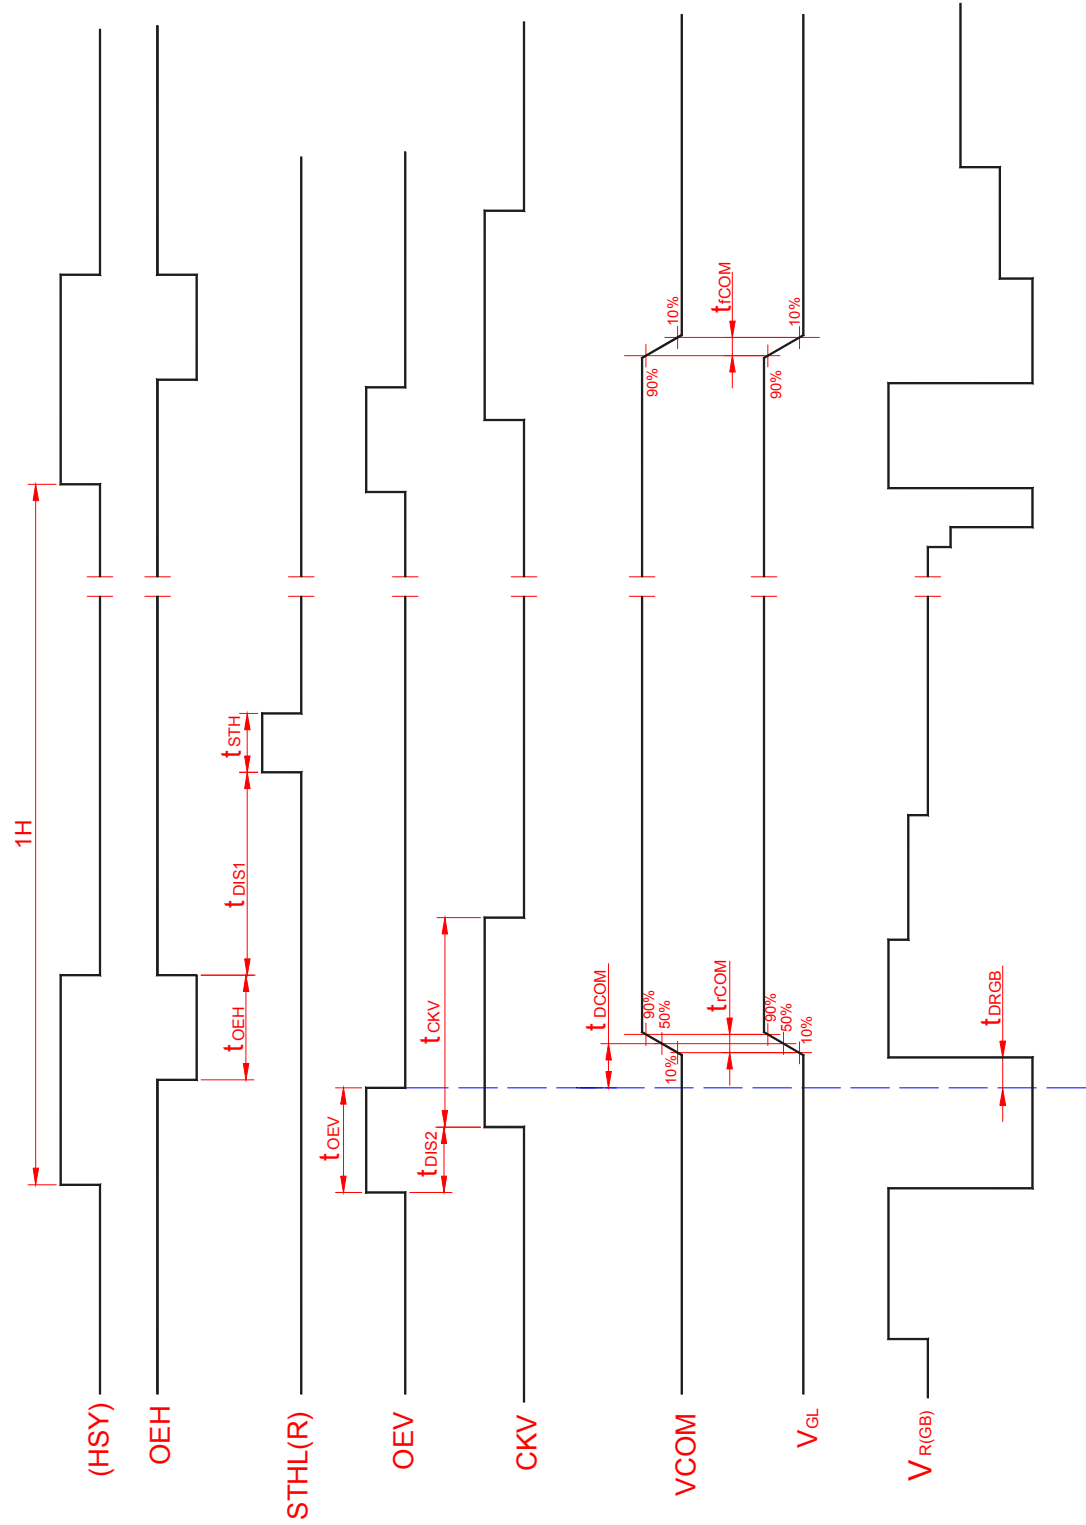 (HSY)
1H
OEH
tOEH
tDIS1
tSTH
STHL(R)
OEV
tOEV
CKV
tDIS2
tCKV
VCOM
tDCOM
10%
50%
90%
90%
10%
trCOM
tfCOM
VGL
10%
50%
90%
90%
10%
VR(GB)
tDRGB